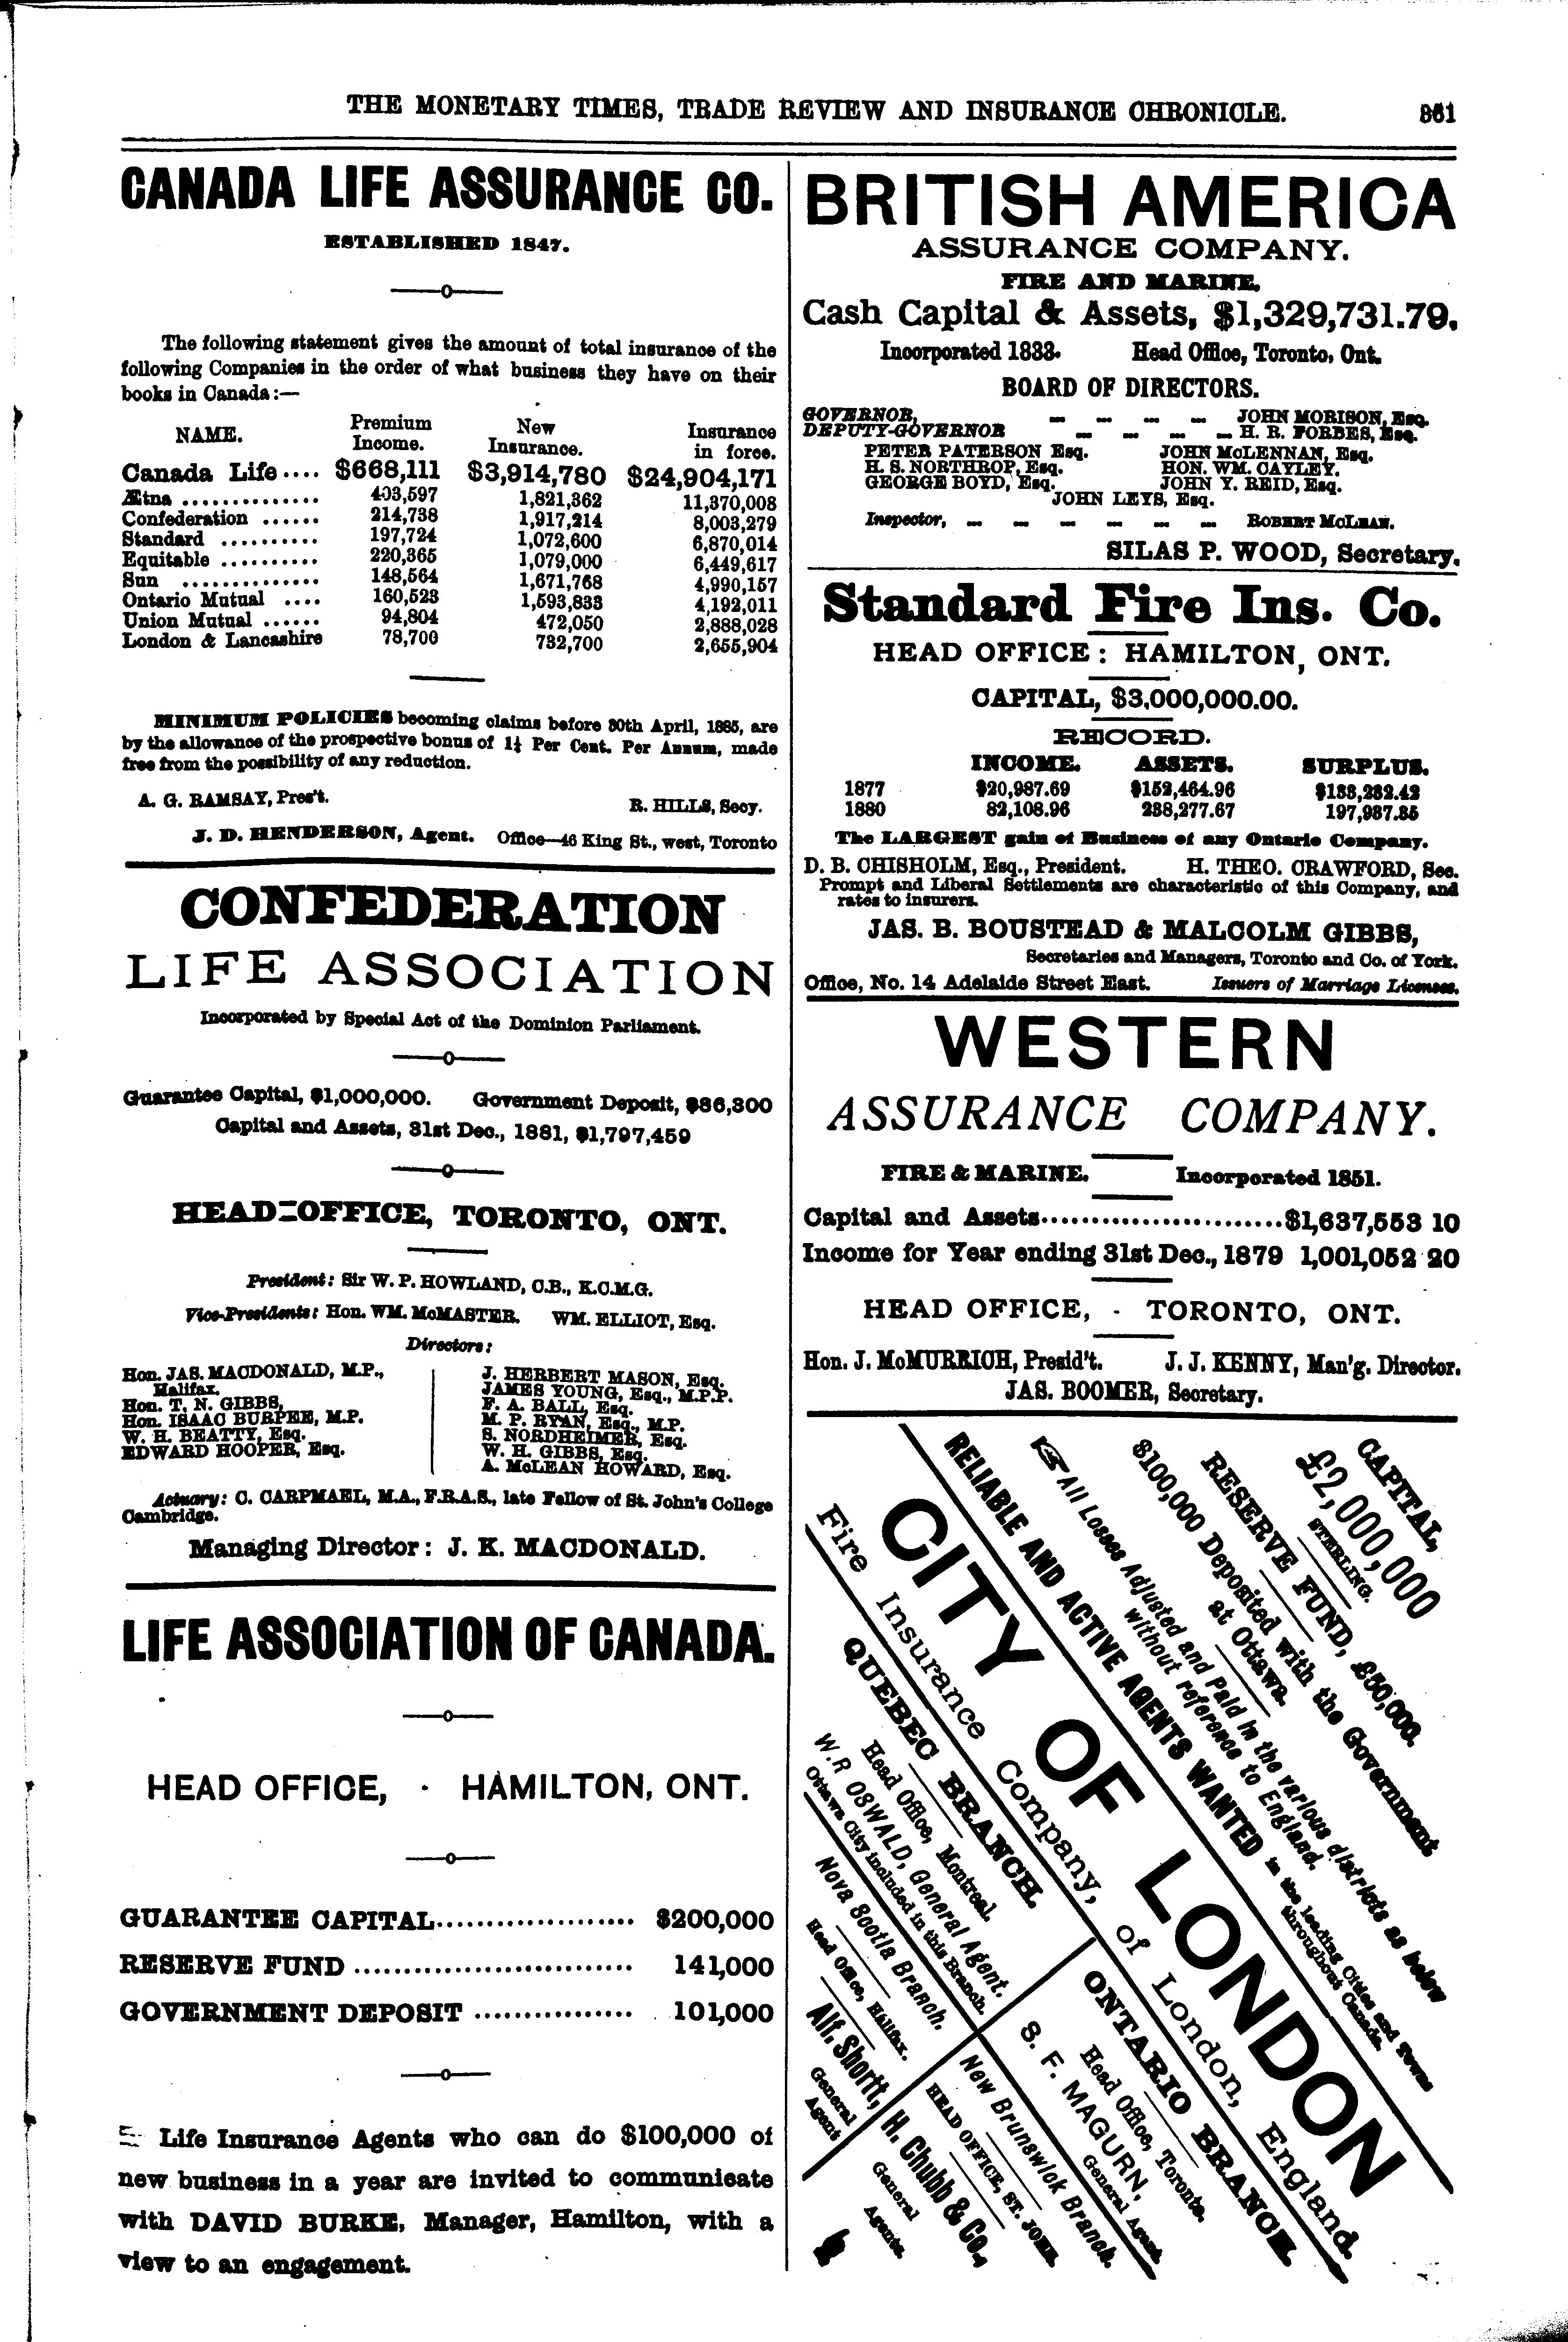 THE MONETARY TIMES, TRADE REVIEW AND INSURANCE CHRONICLE. 861
CANADA LIFE ASSURANCE CO.
ESTABLISHED 1847.
The following statement gives the amount of total insurance of the
following Companies in the order of what business they have on their
books in Canada:—
NAME. Premium Income. New Insurance. Insurance in force.
Canada Life .... $668,111 $3,914,780 $24,904,171
Ætna .............. 403,597 1,821,362 11,370,008
Confederation ...... 214,738 1,917,214 8,003,279
Standard .......... 197,724 1,072,600 6,870,014
Equitable .......... 220,365 1,079,000 6,449,617
Sun .............. 148,564 1,671,768 4,990,157
Ontario Mutual .... 160,523 1,593,833 4,192,011
Union Mutual ...... 94,804 472,050 2,888,028
London & Lancashire 78,700 732,700 2,655,904
MINIMUM POLICIES becoming claims before 30th April, 1885, are
by the allowance of the prospective bonus of 1¼ Per Cent. Per Annum, made
free from the possibility of any reduction.
A. G. RAMSAY, Pres't. R. HILLS, Secy.
J. D. HENDERSON, Agent. Office—46 King St., west, Toronto
CONFEDERATION
LIFE ASSOCIATION
Incorporated by Special Act of the Dominion Parliament.
Guarantee Capital, $1,000,000. Government Deposit, $86,300
Capital and Assets, 31st Dec., 1881, $1,797,459
HEAD-OFFICE, TORONTO, ONT.
President: Sir W. P. HOWLAND, C.B., K.C.M.G.
Vice-Presidents: Hon. WM. McMASTER. WM. ELLIOT, Esq.
Directors:
Hon. JAS. MACDONALD, M.P.,
Halifax.
Hon. T. N. GIBBS,
Hon. ISAAC BURPEE, M.P.
W. H. BEATTY, Esq.
EDWARD HOOPER, Esq.
J. HERBERT MASON, Esq.
JAMES YOUNG, Esq., M.P.P.
F. A. BALL, Esq.
M. P. RYAN, Esq., M.P.
S. NORDHEIMER, Esq.
W. H. GIBBS, Esq.
A. McLEAN HOWARD, Esq.
Actuary: C. CARPMAEL, M.A., F.R.A.S., late Fellow of St. John's College
Cambridge.
Managing Director: J. K. MACDONALD.
LIFE ASSOCIATION OF CANADA.
HEAD OFFICE, - HAMILTON, ONT.
GUARANTEE CAPITAL..................... $200,000
RESERVE FUND ............................ 141,000
GOVERNMENT DEPOSIT ................ 101,000
Life Insurance Agents who can do $100,000 of
new business in a year are invited to communicate
with DAVID BURKE, Manager, Hamilton, with a
view to an engagement.
BRITISH AMERICA
ASSURANCE COMPANY.
FIRE AND MARINE.
Cash Capital & Assets, $1,329,731.79.
Incorporated 1833. Head Office, Toronto, Ont.
BOARD OF DIRECTORS.
GOVERNOR, - - - - JOHN MORISON, Esq.
DEPUTY-GOVERNOR - - - - H. R. FORBES, Esq.
PETER PATERSON Esq. JOHN McLENNAN, Esq.
H. S. NORTHROP, Esq. HON. WM. CAYLEY.
GEORGE BOYD, Esq. JOHN Y. REID, Esq.
JOHN LEYS, Esq.
Inspector, - - - - - - ROBERT McLEAN.
SILAS P. WOOD, Secretary.
Standard Fire Ins. Co.
HEAD OFFICE: HAMILTON, ONT.
CAPITAL, $3,000,000.00.
RECORD.
INCOME. ASSETS. SURPLUS.
1877 $20,987.69 $152,464.96 $133,232.42
1880 82,108.96 238,277.67 197,937.35
The LARGEST gain of Business of any Ontario Company.
D. B. CHISHOLM, Esq., President. H. THEO. CRAWFORD, Sec.
Prompt and Liberal Settlements are characteristic of this Company, and
rates to insurers.
JAS. B. BOUSTEAD & MALCOLM GIBBS,
Secretaries and Managers, Toronto and Co. of York.
Office, No. 14 Adelaide Street East. Issuers of Marriage Licenses.
WESTERN
ASSURANCE COMPANY.
FIRE & MARINE. Incorporated 1851.
Capital and Assets........................$1,637,553 10
Income for Year ending 31st Dec., 1879 1,001,052 20
HEAD OFFICE, - TORONTO, ONT.
Hon. J. McMURRICH, Presid't. J. J. KENNY, Man'g. Director.
JAS. BOOMER, Secretary.
CAPITAL,
£2,000,000
STERLING.
RESERVE FUND, £50,000.
$100,000 Deposited with the Government
at Ottawa.
All Losses Adjusted and Paid in the various districts as below
without reference to England.
RELIABLE AND ACTIVE AGENTS WANTED in the leading Cities and Towns
throughout Canada.
CITY OF LONDON
Fire Insurance Company, of London, England.
QUEBEC BRANCH.
Head Office, Montreal.
W. R OSWALD, General Agent.
Ottawa City included in this Branch.
ONTARIO BRANCH.
Head Office, Toronto.
S. F. MAGURN,
General Agent.
Nova Scotia Branch.
Head Office, Halifax.
Alf. Shortt,
General
Agent
New Brunswick Branch.
HEAD OFFICE, ST. JOHN.
H. Chubb & Co.,
General
Agents.